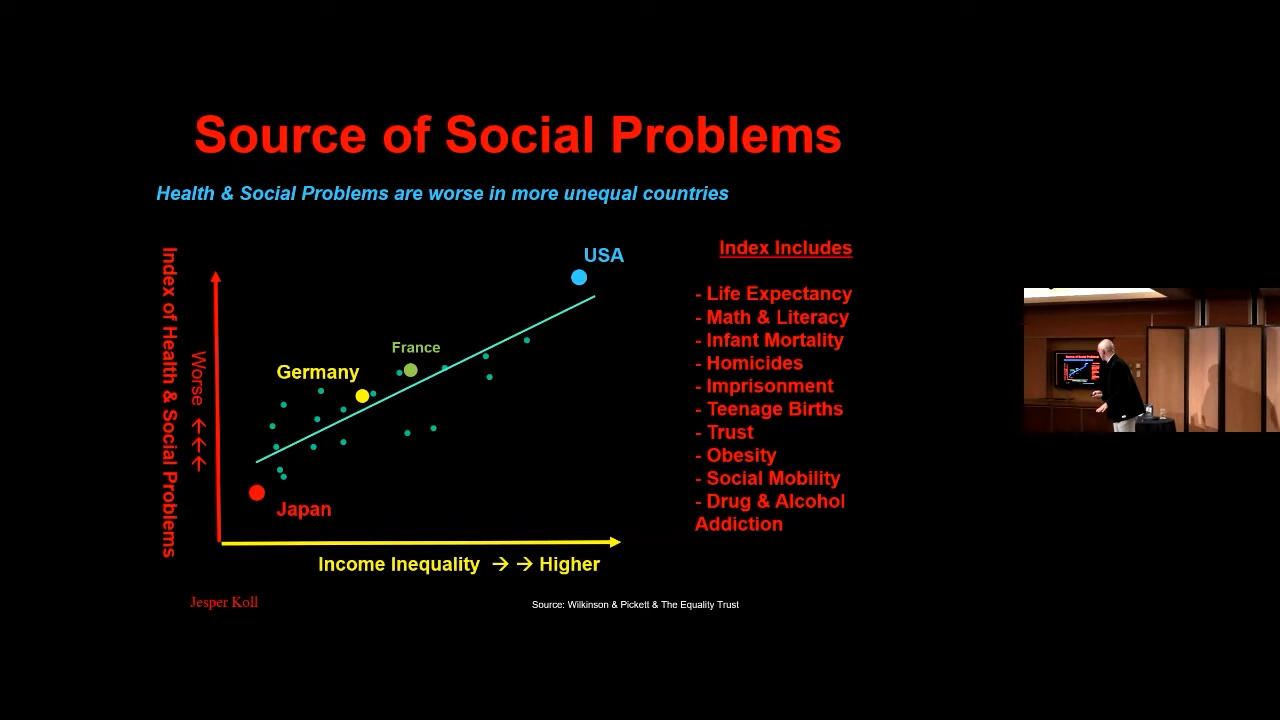 Source of Social Problems
Health & Social Problems are worse in more unequal countries
Index of Health & Social Problems
Worse ← ← ←
USA
France
Germany
Japan
Income Inequality → → Higher
Index Includes
- Life Expectancy
- Math & Literacy
- Infant Mortality
- Homicides
- Imprisonment
- Teenage Births
- Trust
- Obesity
- Social Mobility
- Drug & Alcohol
Addiction
Jesper Koll
Source: Wilkinson & Pickett & The Equality Trust